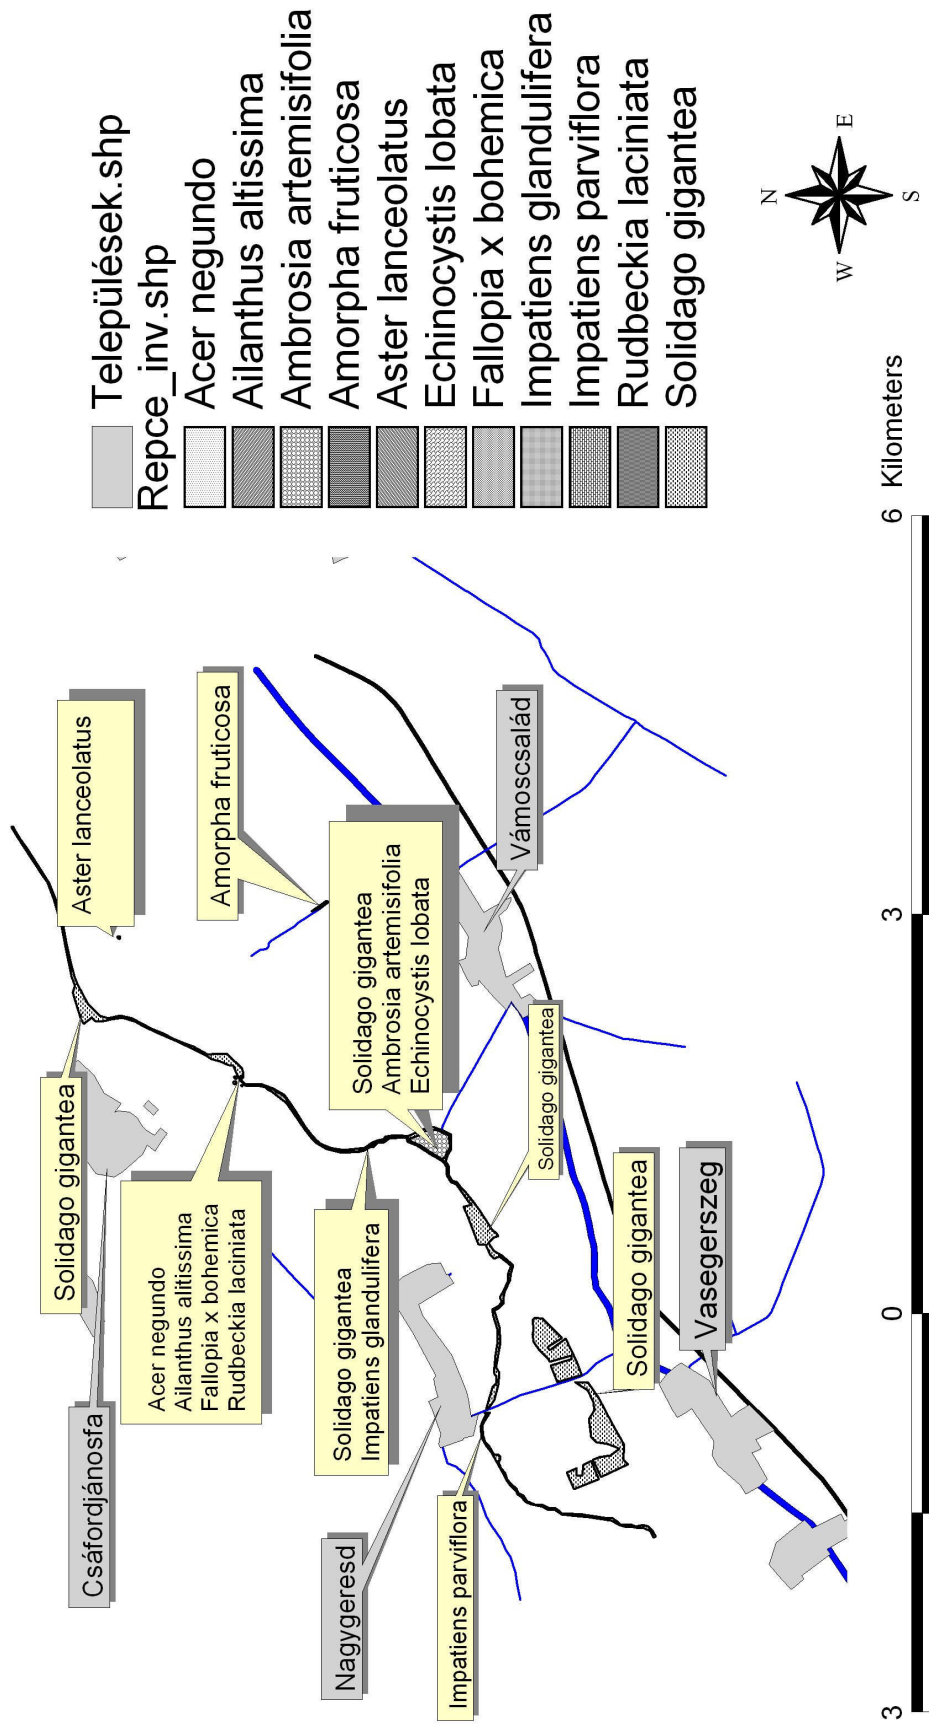 Csáfordjánosfa
Solidago gigantea
Aster lanceolatus
Acer negundo
Ailanthus alitissima
Fallopia x bohemica
Rudbeckia laciniata
Amorpha fruticosa
Solidago gigantea
Impatiens glandulifera
Solidago gigantea
Ambrosia artemisifolia
Echinocystis lobata
Nagygeresd
Impatiens parviflora
Solidago gigantea
Vámoscsalád
Solidago gigantea
Vasegerszeg
3 0 3 6 Kilometers
Települések.shp
Repce_inv.shp
Acer negundo
Ailanthus altissima
Ambrosia artemisifolia
Amorpha fruticosa
Aster lanceolatus
Echinocystis lobata
Fallopia x bohemica
Impatiens glandulifera
Impatiens parviflora
Rudbeckia laciniata
Solidago gigantea
N
W E
S